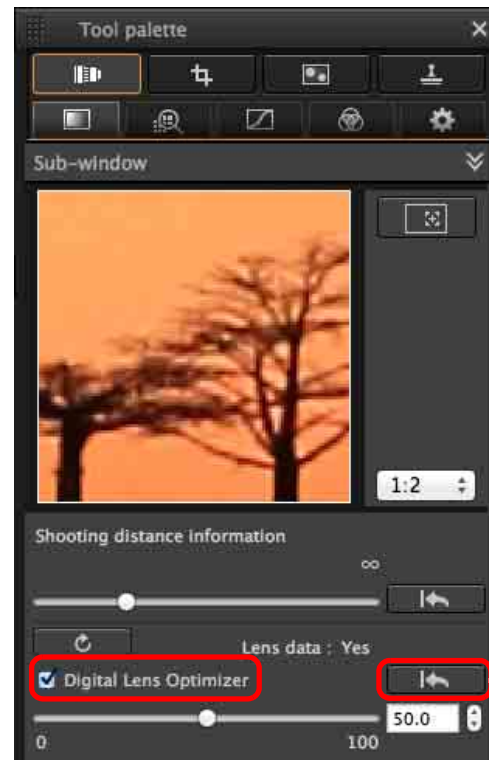 Tool palette
Sub-window
1:2
Shooting distance information
∞
Lens data : Yes
Digital Lens Optimizer
50.0
0 100